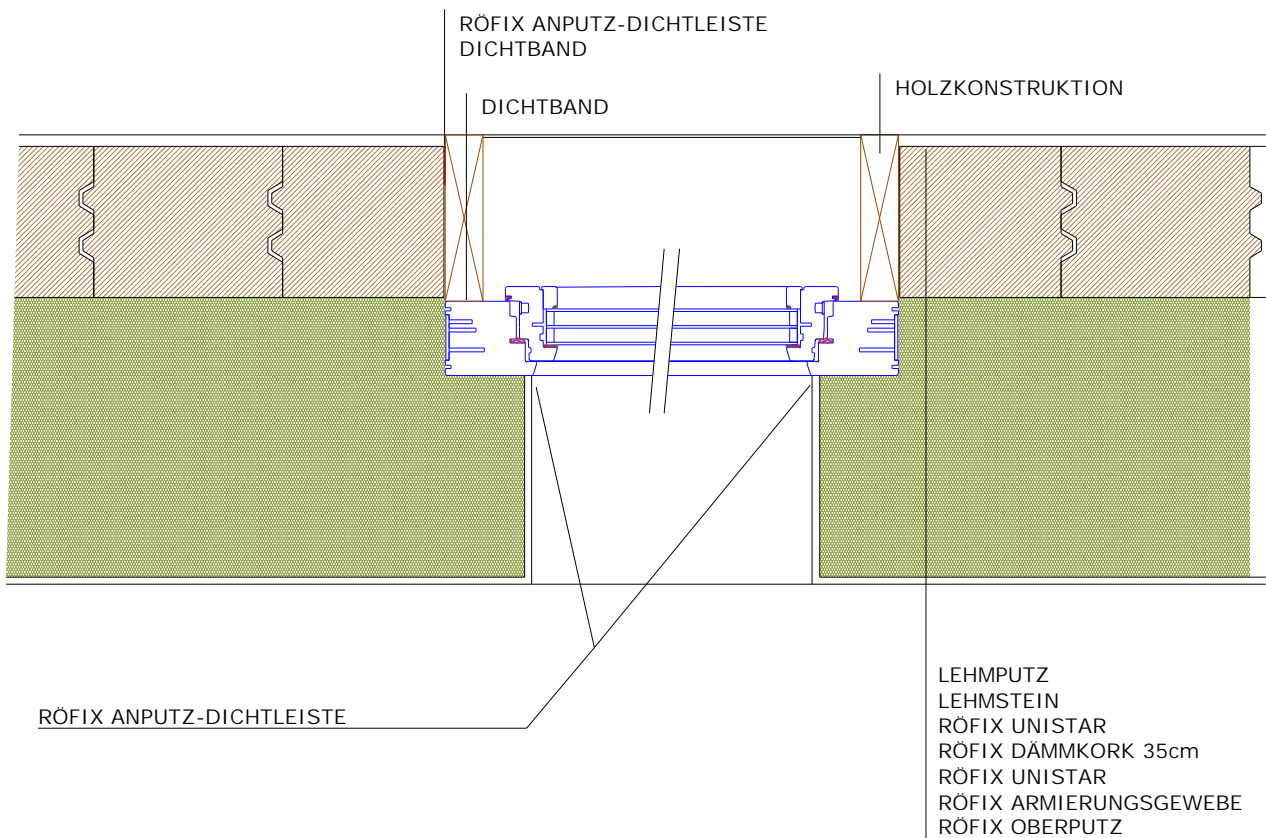 RÖFIX ANPUTZ-DICHTLEISTE
DICHTBAND
DICHTBAND
HOLZKONSTRUKTION
RÖFIX ANPUTZ-DICHTLEISTE
LEHMPUTZ
LEHMSTEIN
RÖFIX UNISTAR
RÖFIX DÄMMKORK 35cm
RÖFIX UNISTAR
RÖFIX ARMIERUNGSGEWEBE
RÖFIX OBERPUTZ